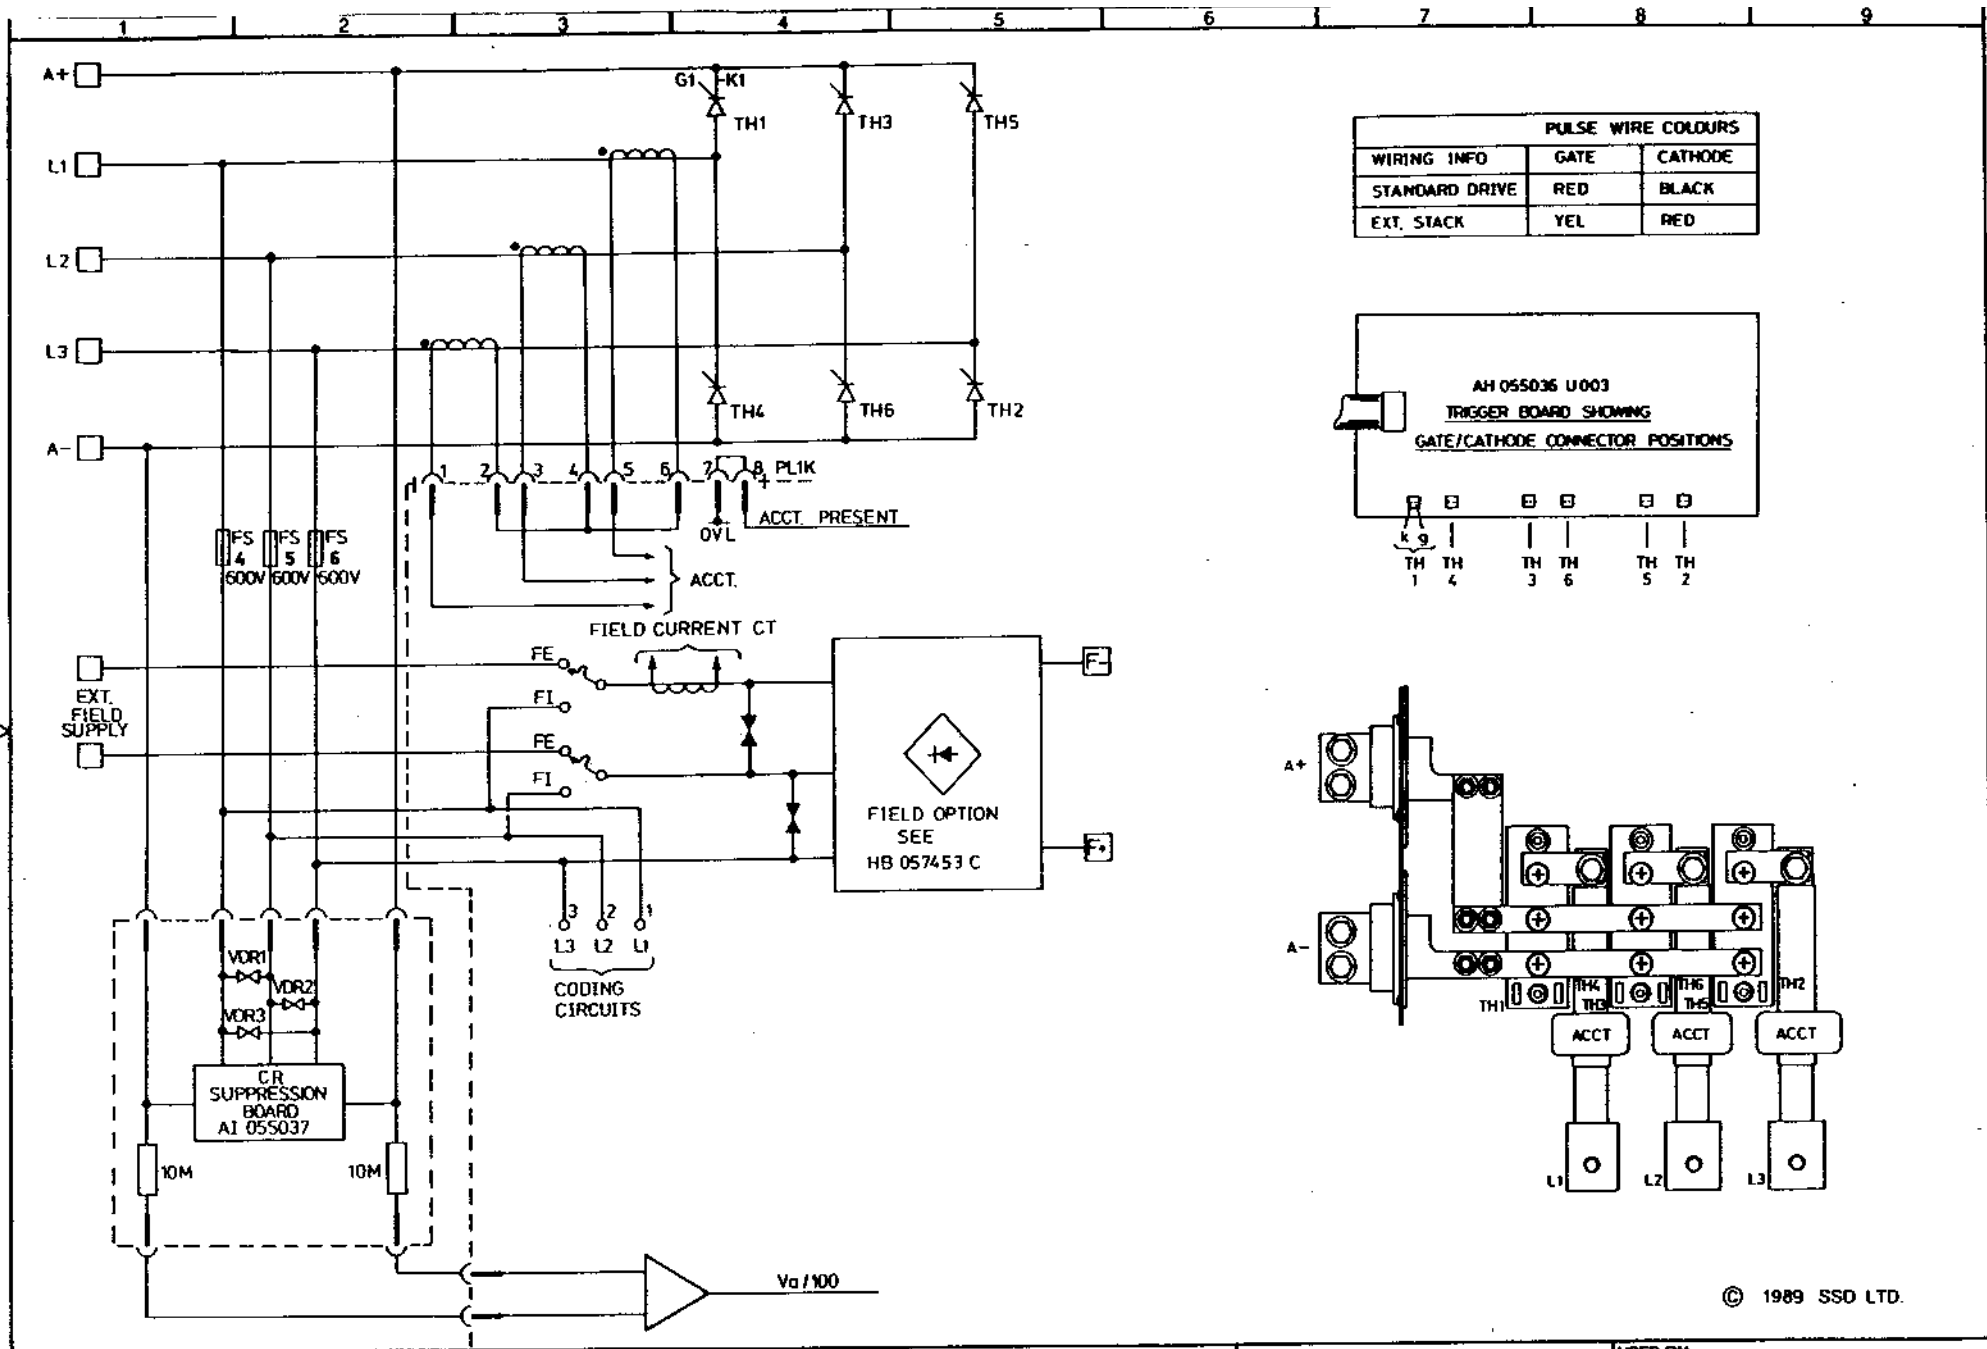 1 2 3 4 5 6 7 8 9
A+
G1 K1
TH1
TH3
TH5
L1
L2
L3
TH4
TH6
TH2
A-
1 2 3 4 5 6 7 8 PL1K
OVL
ACCT. PRESENT
ACCT.
FS
4
600V
FS
5
600V
FS
6
600V
FIELD CURRENT CT
FE
FI
EXT.
FIELD
SUPPLY
FE
FI
F-
FIELD OPTION
SEE
HB 057453 C
F+
3 2 1
L3 L2 L1
CODING
CIRCUITS
VDR1
VDR2
VDR3
CR
SUPPRESSION
BOARD
AI 055037
10M
10M
Va/100
PULSE WIRE COLOURS
WIRING INFO GATE CATHODE
STANDARD DRIVE RED BLACK
EXT. STACK YEL RED
AH 055036 U003
TRIGGER BOARD SHOWING
GATE/CATHODE CONNECTOR POSITIONS
k g
TH TH TH TH TH TH
1 4 3 6 5 2
A+
A-
TH1
TH4
TH3
TH6
TH5
TH2
ACCT ACCT ACCT
L1 L2 L3
© 1989 SSD LTD.